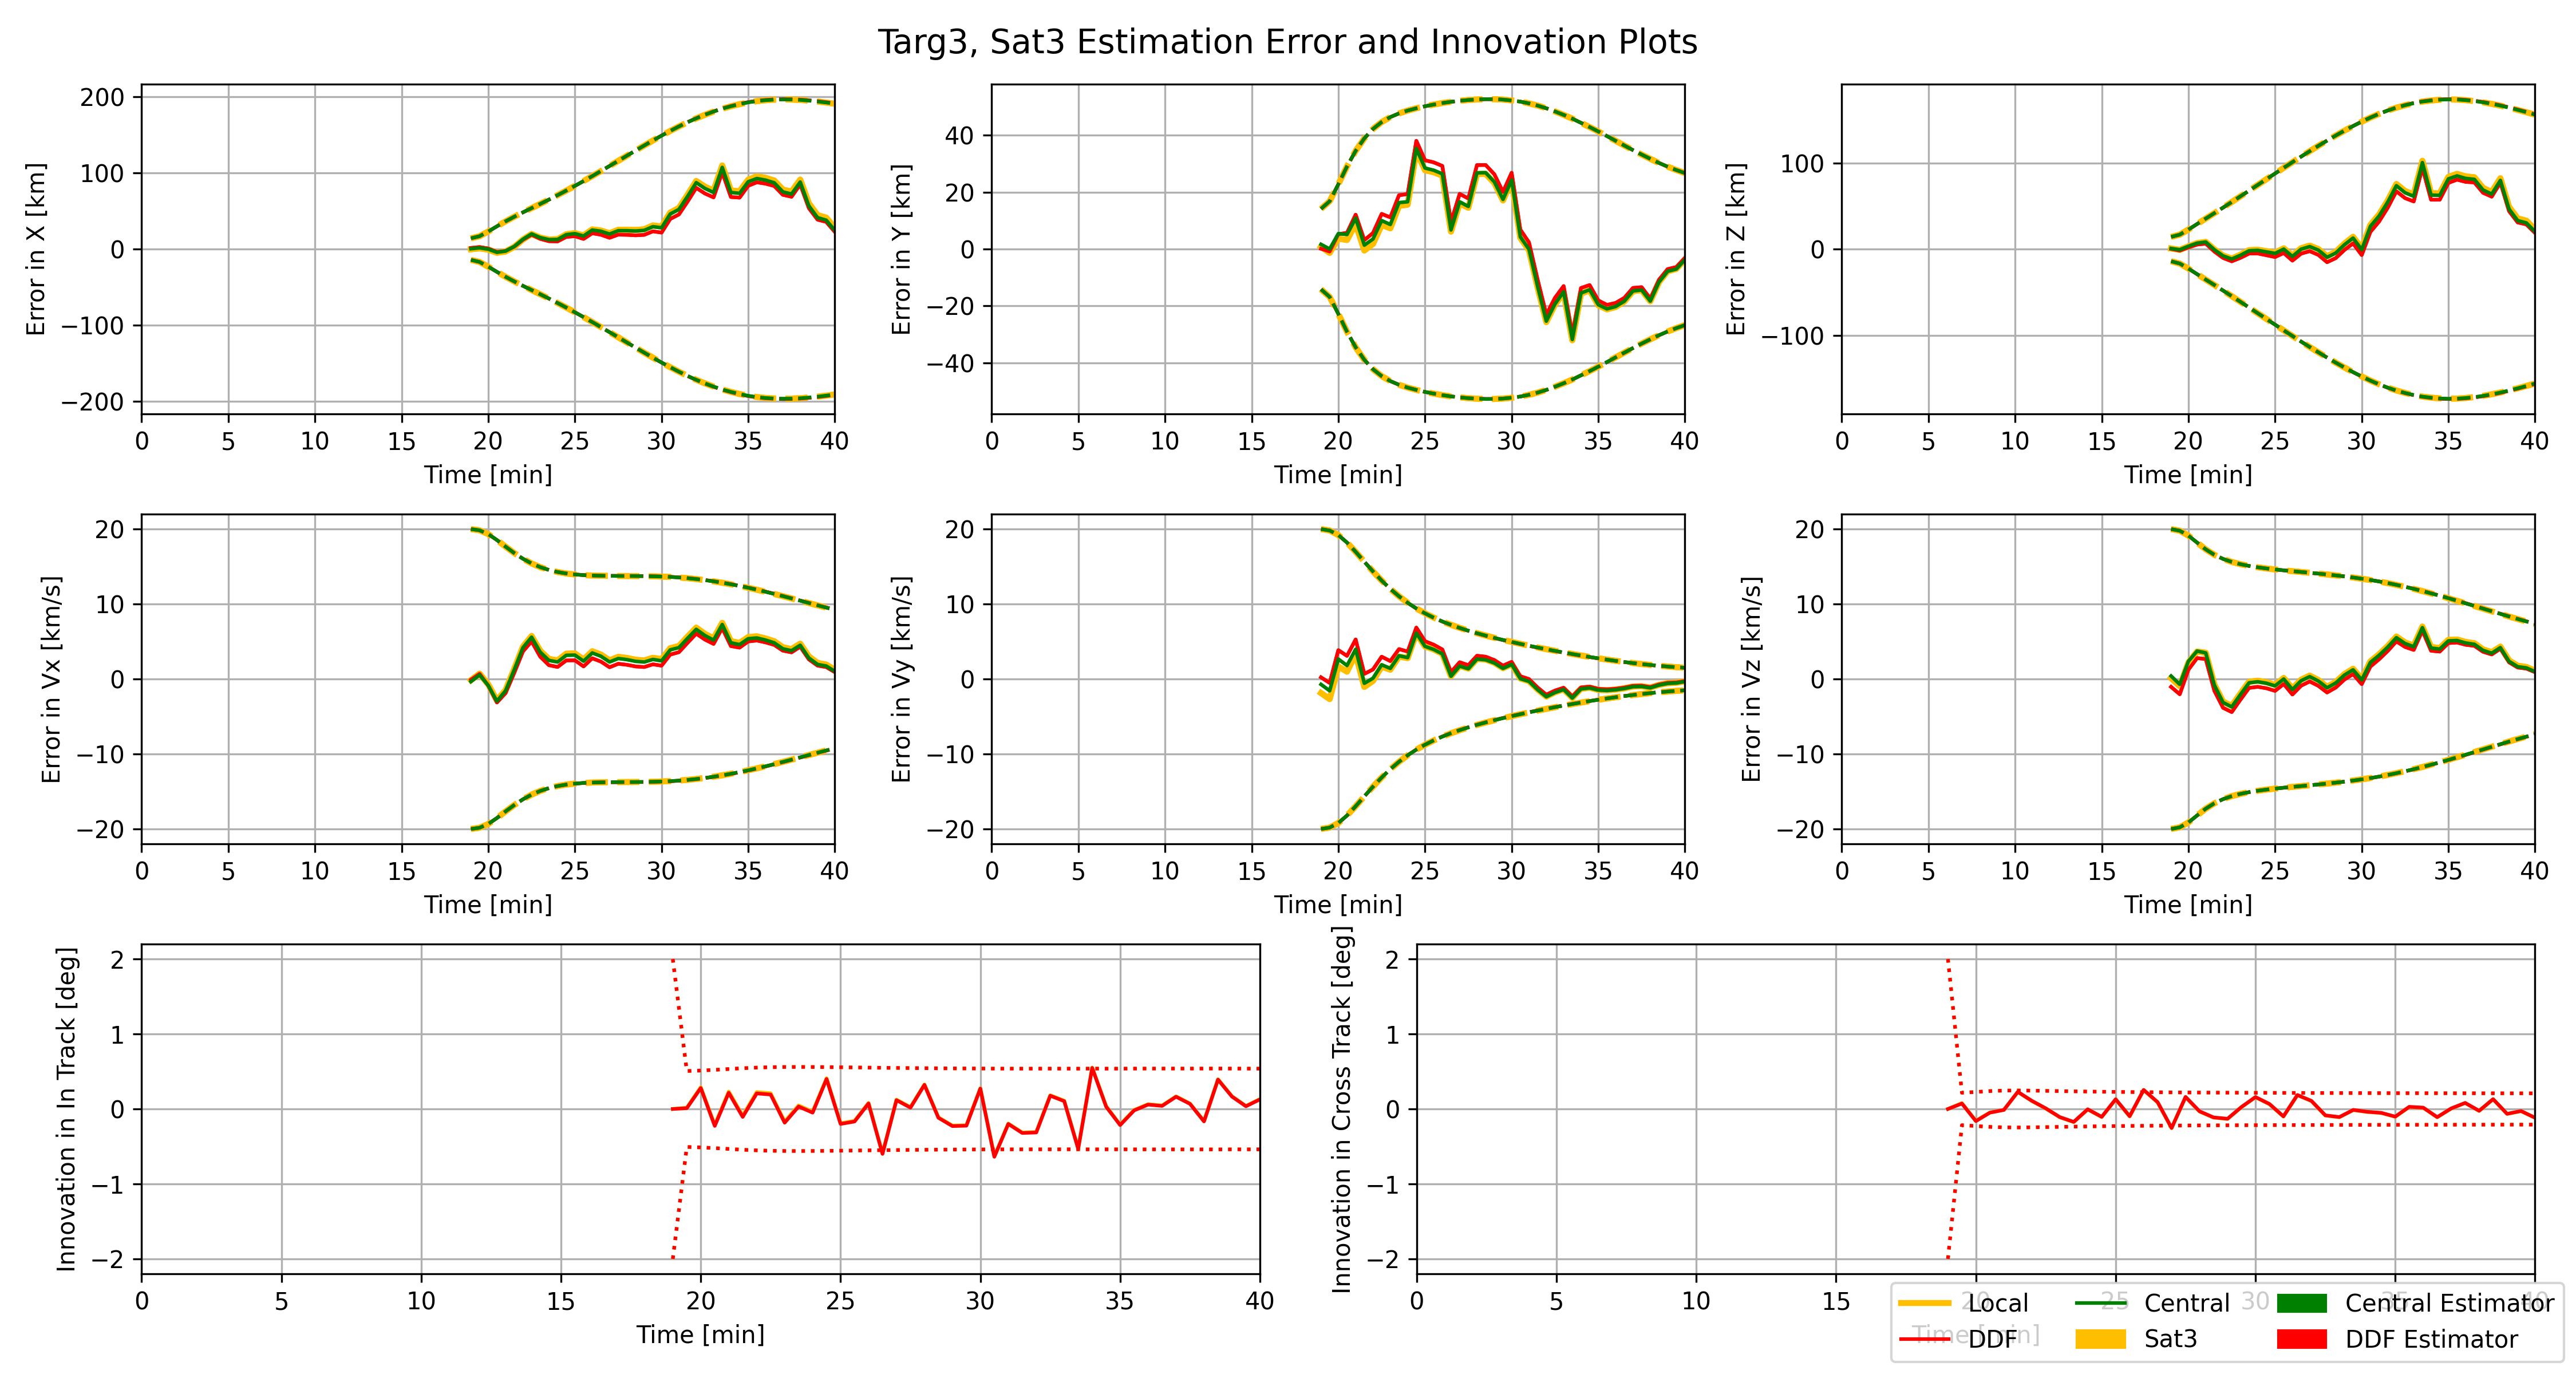 Targ3, Sat3 Estimation Error and Innovation Plots
Error in X [km]
200
100
0
−100
−200
0 5 10 15 20 25 30 35 40
Time [min]
Error in Y [km]
40
20
0
−20
−40
0 5 10 15 20 25 30 35 40
Time [min]
Error in Z [km]
100
0
−100
0 5 10 15 20 25 30 35 40
Time [min]
Error in Vx [km/s]
20
10
0
−10
−20
0 5 10 15 20 25 30 35 40
Time [min]
Error in Vy [km/s]
20
10
0
−10
−20
0 5 10 15 20 25 30 35 40
Time [min]
Error in Vz [km/s]
20
10
0
−10
−20
0 5 10 15 20 25 30 35 40
Time [min]
Innovation in In Track [deg]
2
1
0
−1
−2
0 5 10 15 20 25 30 35 40
Time [min]
Innovation in Cross Track [deg]
2
1
0
−1
−2
0 5 10 15 20 25 30 35 40
Time [min]
Local Central Central Estimator
DDF Sat3 DDF Estimator